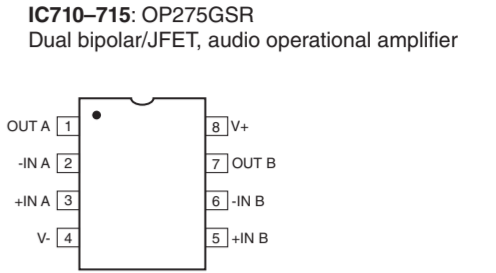 IC710–715: OP275GSR
Dual bipolar/JFET, audio operational amplifier
OUT A 1
8 V+
-IN A 2
7 OUT B
+IN A 3
6 -IN B
V- 4
5 +IN B